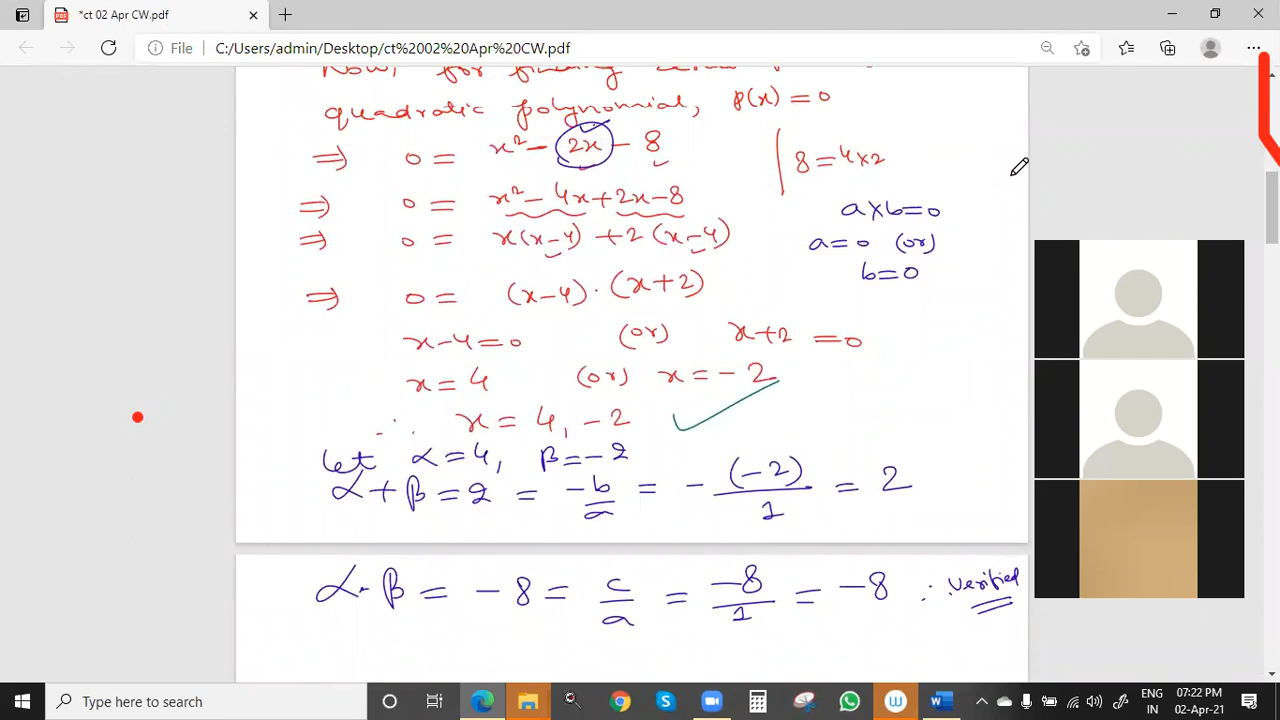 *ct 02 Apr CW.pdf
File C:/Users/admin/Desktop/ct%2002%20Apr%20CW.pdf
Now, for finding
quadratic polynomial, p(x) = 0
⇒ 0 = x² - 2x - 8
8 = 4×2
⇒ 0 = x² - 4x + 2x - 8
a×b=0
⇒ 0 = x(x-4) + 2(x-4)
a=0 (or)
b=0
⇒ 0 = (x-4)·(x+2)
x-4=0 (or) x+2 = 0
x=4 (or) x=-2
∴ x = 4, -2
let α=4, β=-2
α+β=2 = -b/a = -(-2)/1 = 2
α·β = -8 = c/a = -8/1 = -8 ∴ Verified
Type here to search
ENG 07:22 PM
IN 02-Apr-21